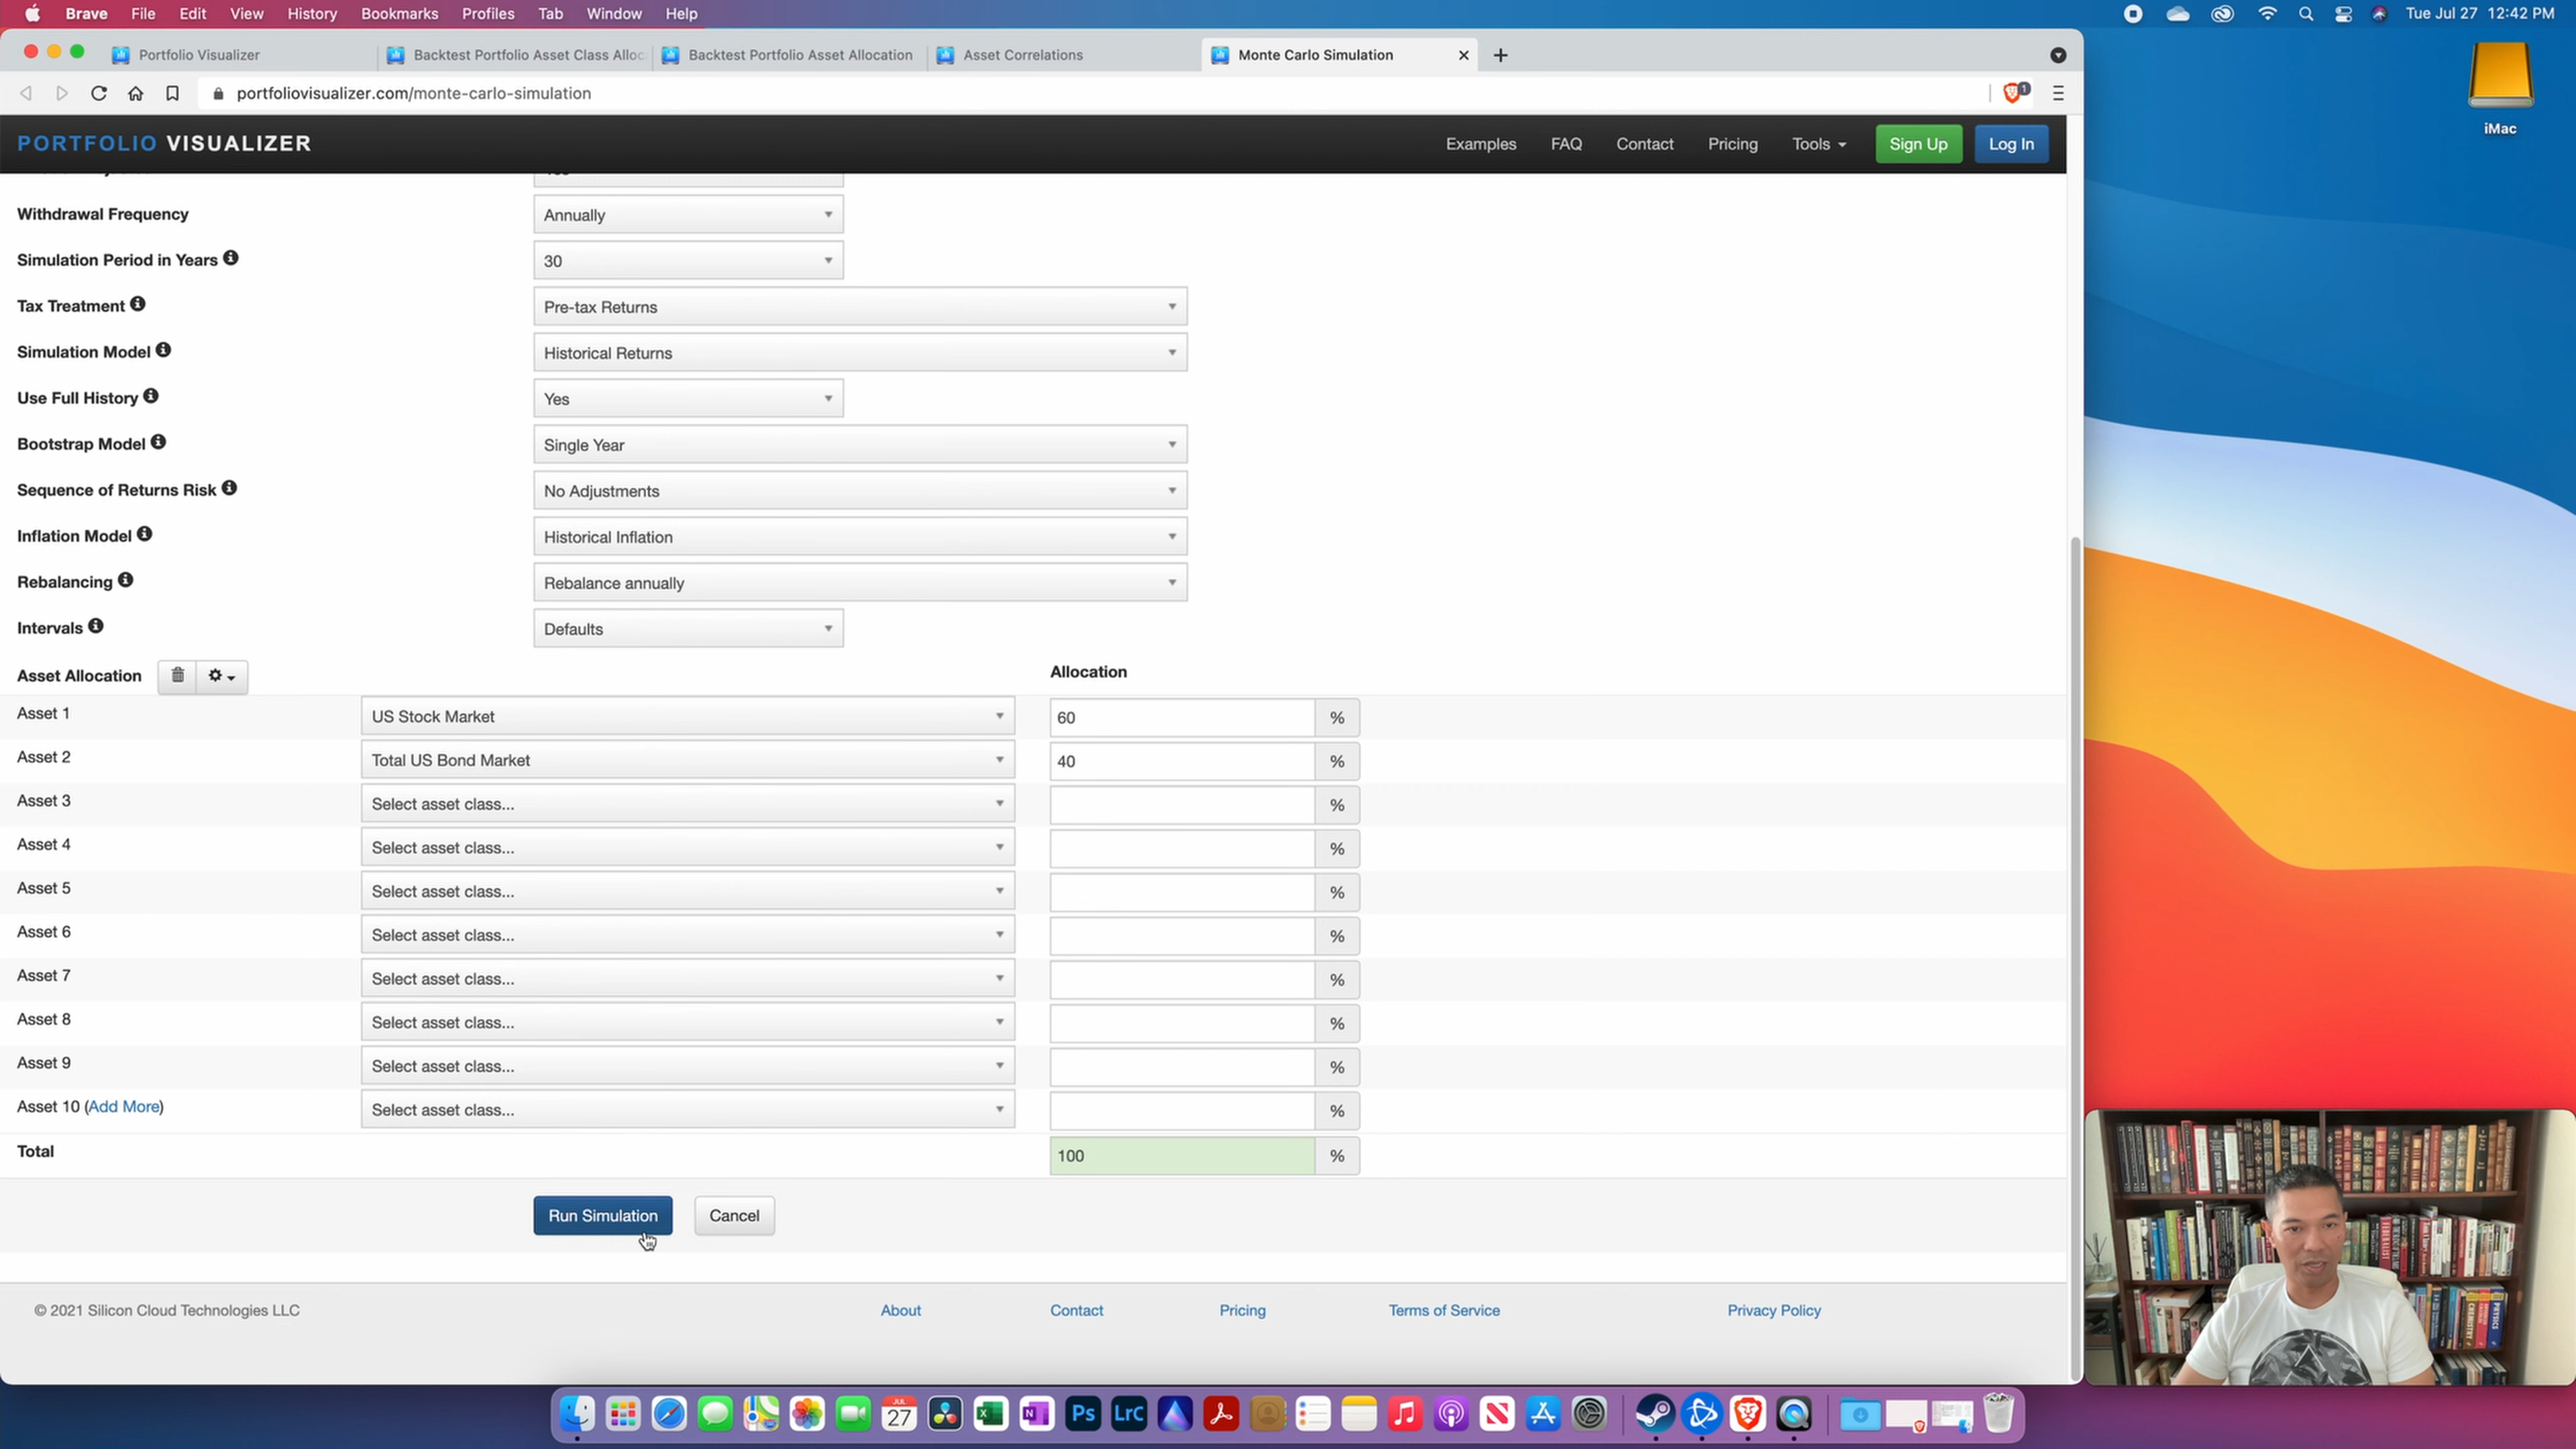 Brave File Edit View History Bookmarks Profiles Tab Window Help
Tue Jul 27 12:42 PM
Portfolio Visualizer
Backtest Portfolio Asset Class Alloc
Backtest Portfolio Asset Allocation
Asset Correlations
Monte Carlo Simulation
portfoliovisualizer.com/monte-carlo-simulation
1
iMac
PORTFOLIO VISUALIZER
Examples FAQ Contact Pricing Tools Sign Up Log In
Withdrawal Frequency Annually
Simulation Period in Years 30
Tax Treatment Pre-tax Returns
Simulation Model Historical Returns
Use Full History Yes
Bootstrap Model Single Year
Sequence of Returns Risk No Adjustments
Inflation Model Historical Inflation
Rebalancing Rebalance annually
Intervals Defaults
Asset Allocation Allocation
Asset 1 US Stock Market 60 %
Asset 2 Total US Bond Market 40 %
Asset 3 Select asset class... %
Asset 4 Select asset class... %
Asset 5 Select asset class... %
Asset 6 Select asset class... %
Asset 7 Select asset class... %
Asset 8 Select asset class... %
Asset 9 Select asset class... %
Asset 10 (Add More) Select asset class... %
Total 100 %
Run Simulation Cancel
© 2021 Silicon Cloud Technologies LLC About Contact Pricing Terms of Service Privacy Policy
JUL
27
Ps
LrC
CHEMISTRY
PHYSICS